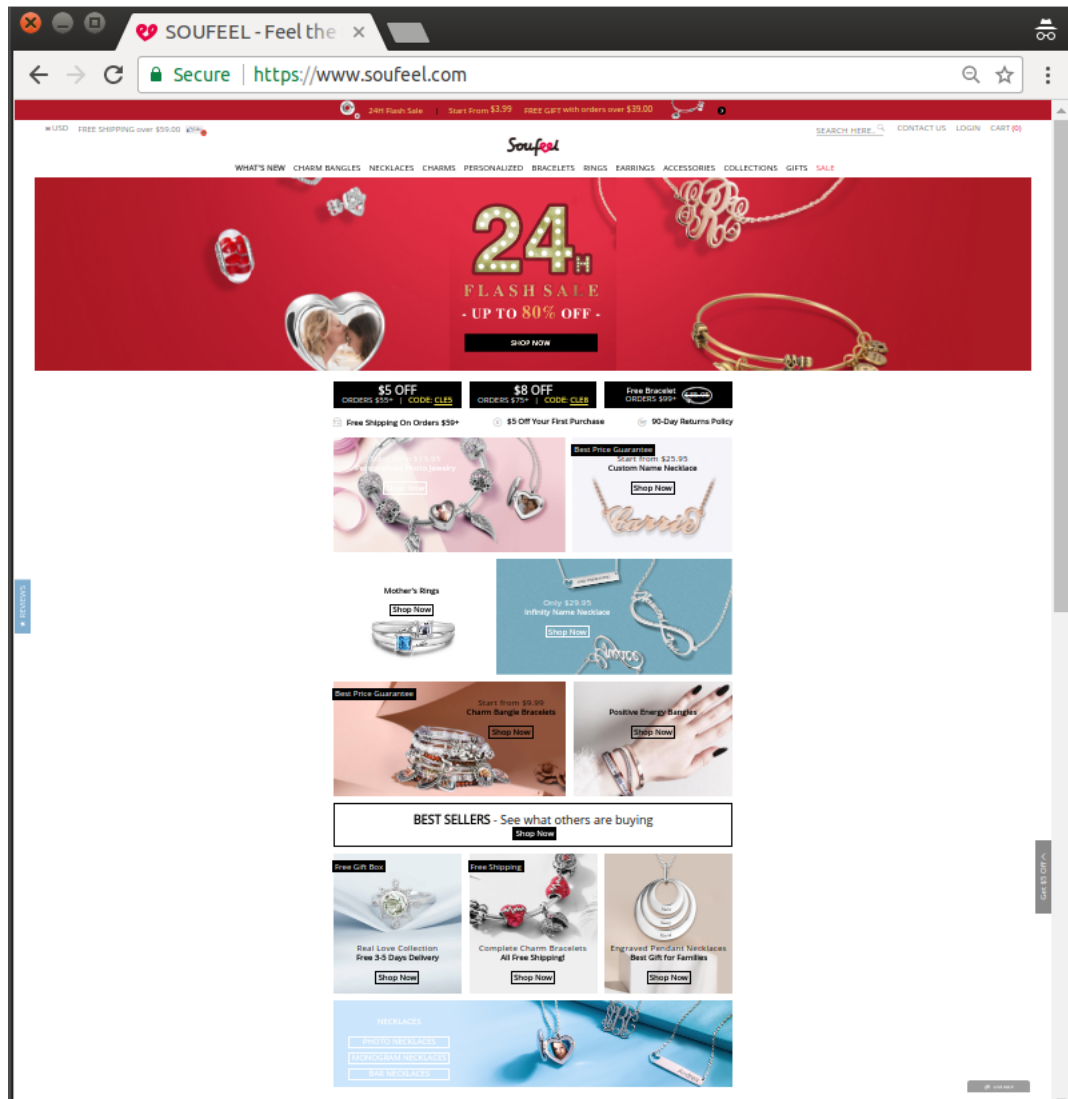 SOUFEEL - Feel the
Secure
https://www.soufeel.com
24H Flash Sale | Start From $3.99 FREE GIFT with orders over $39.00
USD FREE SHIPPING over $59.00
SEARCH HERE.. CONTACT US LOGIN CART (0)
Soufeel
WHAT'S NEW CHARM BANGLES NECKLACES CHARMS PERSONALIZED BRACELETS RINGS EARRINGS ACCESSORIES COLLECTIONS GIFTS SALE
24H
FLASH SALE
- UP TO 80% OFF -
SHOP NOW
$5 OFF
ORDERS $55+ | CODE: CLE5
$8 OFF
ORDERS $75+ | CODE: CLE8
Free Bracelet
ORDERS $99+
Free Shipping On Orders $59+
$5 Off Your First Purchase
90-Day Returns Policy
Jewelry
Best Price Guarantee
Start from $25.95
Custom Name Necklace
Shop Now
Carrie
Mother's Rings
Shop Now
Only $29.95
Infinity Name Necklace
Shop Now
★ REVIEWS
Best Price Guarantee
Start from $9.99
Charm Bangle Bracelets
Shop Now
Positive Energy Bangles
Shop Now
BEST SELLERS - See what others are buying
Shop Now
Free Gift Box
Real Love Collection
Free 3-5 Days Delivery
Shop Now
Free Shipping
Complete Charm Bracelets
All Free Shipping!
Shop Now
Engraved Pendant Necklaces
Best Gift for Families
Shop Now
Get $5 Off
NECKLACES
PHOTO NECKLACES
MONOGRAM NECKLACES
BAR NECKLACES
Andrea